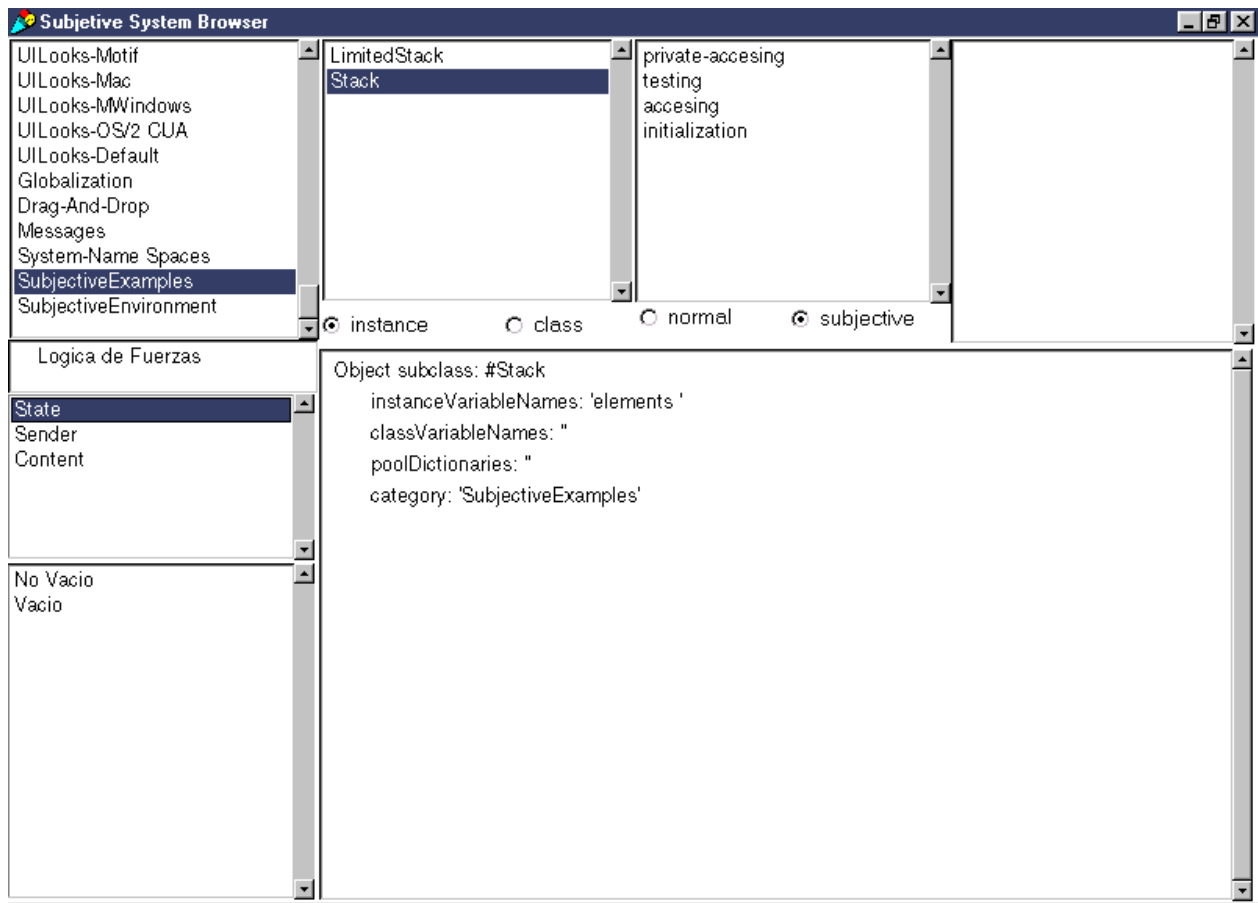 Subjetive System Browser
UILooks-Motif
UILooks-Mac
UILooks-MWindows
UILooks-OS/2 CUA
UILooks-Default
Globalization
Drag-And-Drop
Messages
System-Name Spaces
SubjectiveExamples
SubjectiveEnvironment
LimitedStack
Stack
instance
class
private-accesing
testing
accesing
initialization
normal
subjective
Logica de Fuerzas
State
Sender
Content
No Vacio
Vacio
Object subclass: #Stack
instanceVariableNames: 'elements '
classVariableNames: ''
poolDictionaries: ''
category: 'SubjectiveExamples'